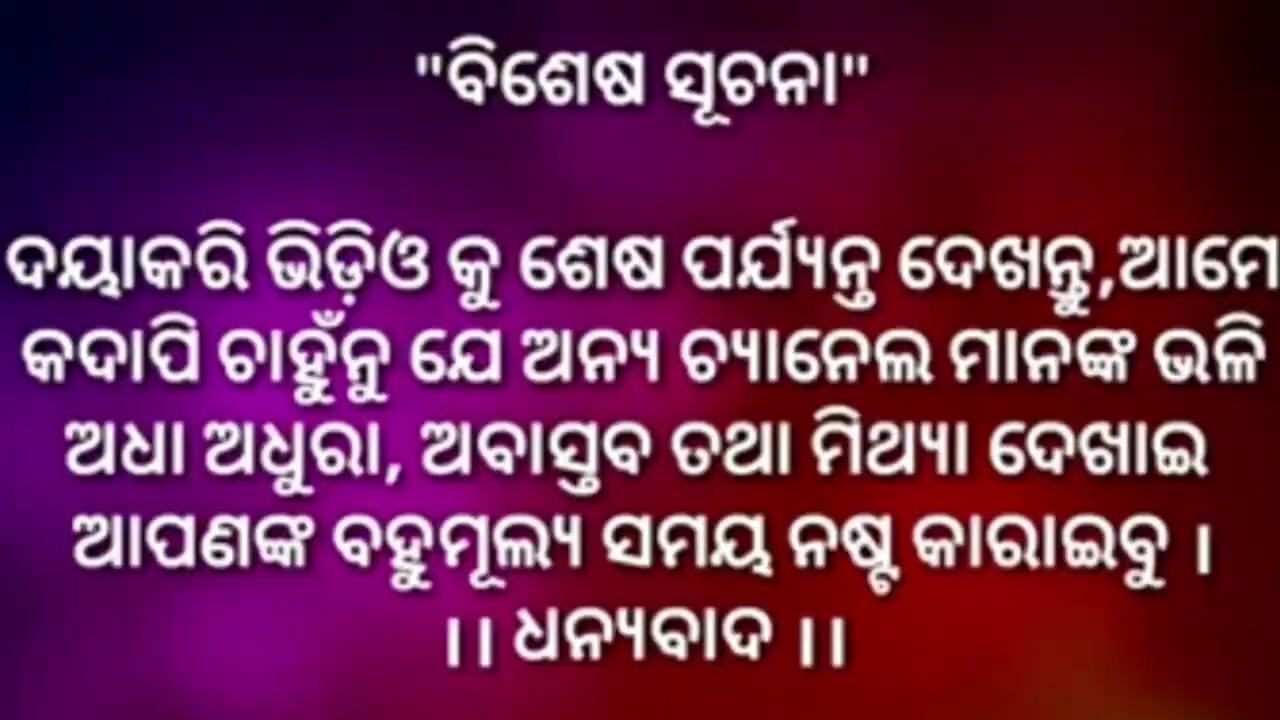 "ବିଶେଷ ସୂଚନା"
ଦୟାକରି ଭିଡ଼ିଓ କୁ ଶେଷ ପର୍ଯ୍ୟନ୍ତ ଦେଖନ୍ତୁ,ଆମେ
କଦାପି ଚାହୁଁନୁ ଯେ ଅନ୍ୟ ଚ୍ୟାନେଲ ମାନଙ୍କ ଭଳି
ଅଧା ଅଧୁରା, ଅବାସ୍ତବ ତଥା ମିଥ୍ୟା ଦେଖାଇ
ଆପଣଙ୍କ ବହୁମୂଲ୍ୟ ସମୟ ନଷ୍ଟ କାରାଇବୁ ।
।। ଧନ୍ୟବାଦ ।।